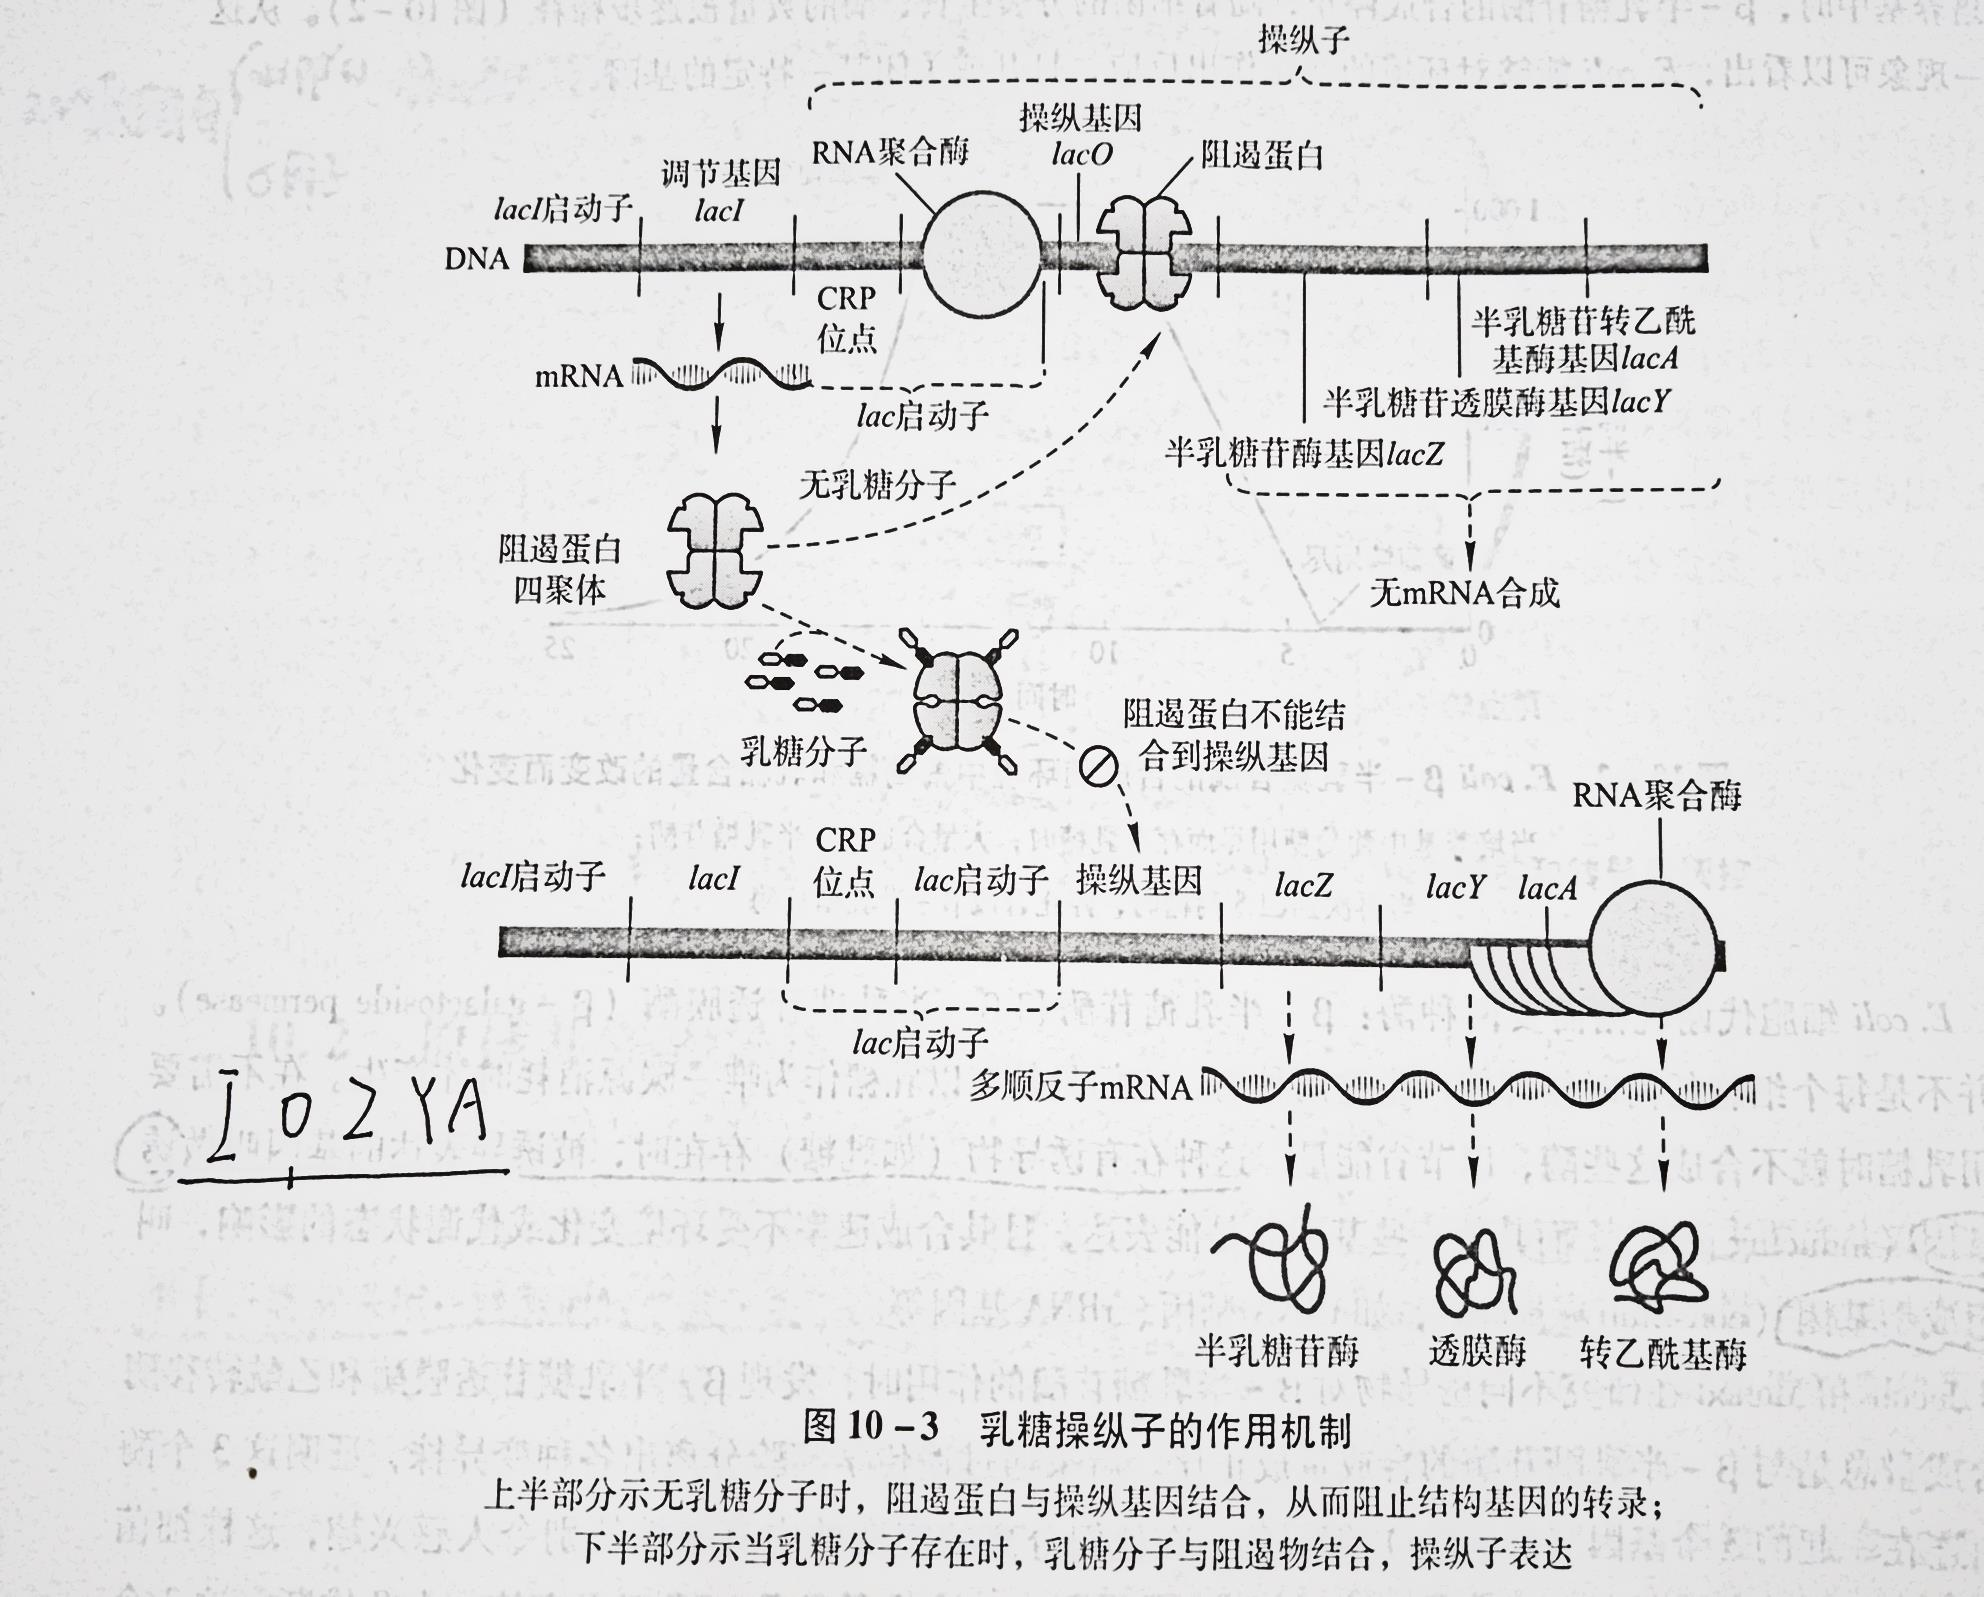 操纵子
操纵基因
lacO
RNA聚合酶
阻遏蛋白
调节基因
lacI
lacI启动子
DNA
CRP
位点
mRNA
lac启动子
半乳糖苷转乙酰
基酶基因lacA
半乳糖苷透膜酶基因lacY
半乳糖苷酶基因lacZ
无乳糖分子
阻遏蛋白
四聚体
无mRNA合成
乳糖分子
阻遏蛋白不能结
合到操纵基因
RNA聚合酶
lacI启动子
lacI
CRP
位点
lac启动子
操纵基因
lacZ
lacY
lacA
lac启动子
多顺反子mRNA
I O Z Y A
半乳糖苷酶
透膜酶
转乙酰基酶
图 10-3 乳糖操纵子的作用机制
上半部分示无乳糖分子时，阻遏蛋白与操纵基因结合，从而阻止结构基因的转录；
下半部分示当乳糖分子存在时，乳糖分子与阻遏物结合，操纵子表达